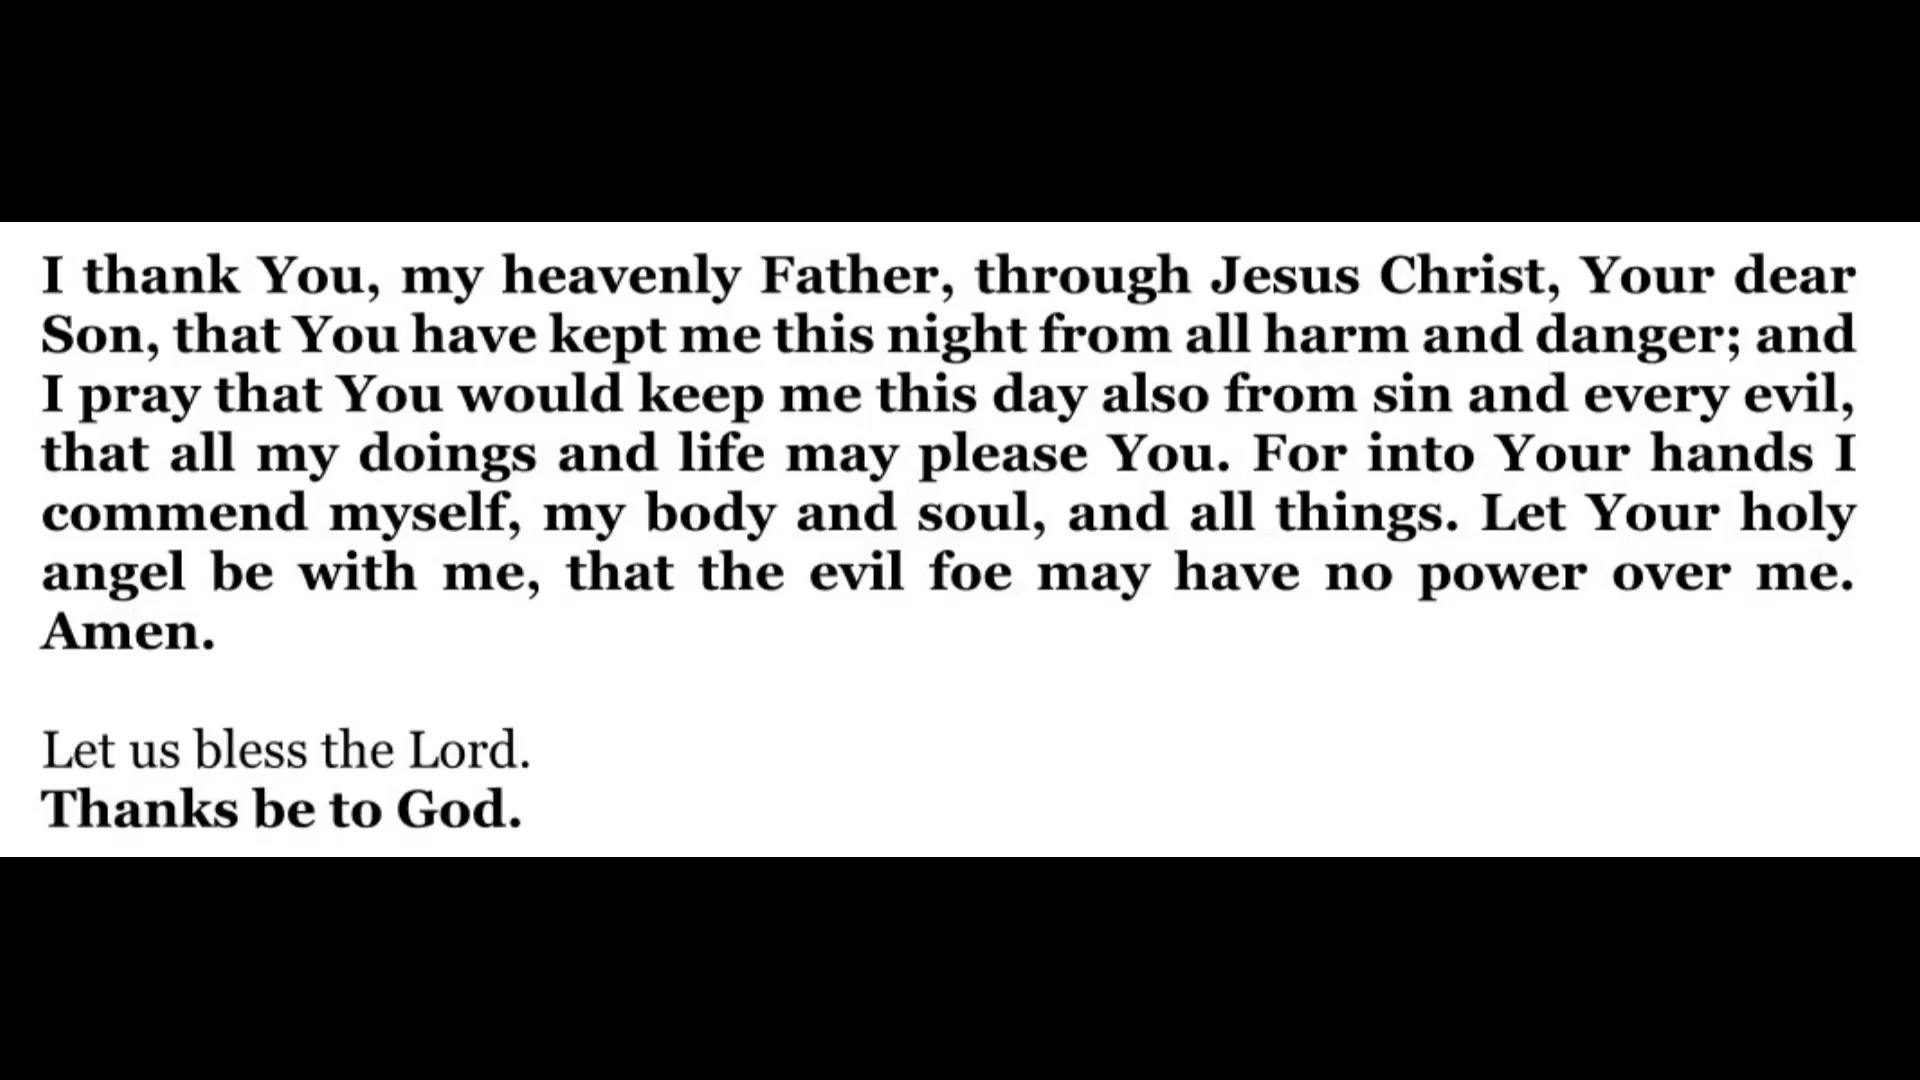 I thank You, my heavenly Father, through Jesus Christ, Your dear
Son, that You have kept me this night from all harm and danger; and
I pray that You would keep me this day also from sin and every evil,
that all my doings and life may please You. For into Your hands I
commend myself, my body and soul, and all things. Let Your holy
angel be with me, that the evil foe may have no power over me.
Amen.
Let us bless the Lord.
Thanks be to God.